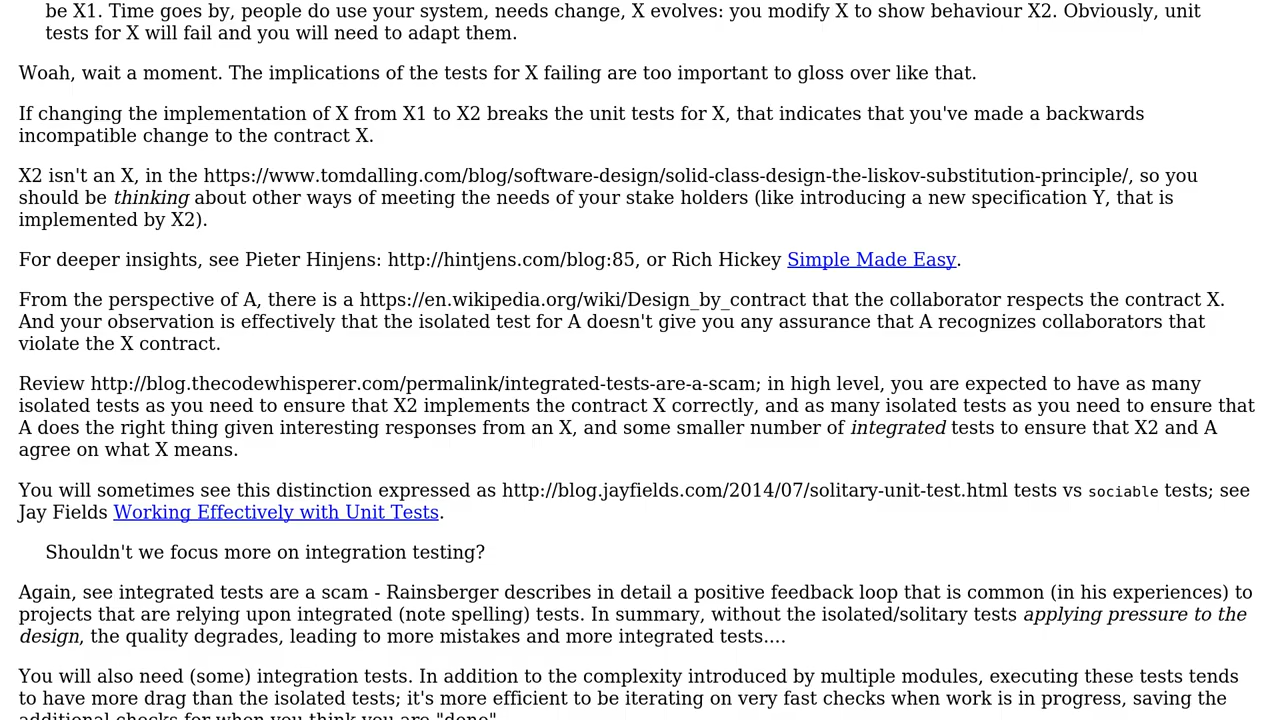 be X1. Time goes by, people do use your system, needs change, X evolves: you modify X to show behaviour X2. Obviously, unit
tests for X will fail and you will need to adapt them.
Woah, wait a moment. The implications of the tests for X failing are too important to gloss over like that.
If changing the implementation of X from X1 to X2 breaks the unit tests for X, that indicates that you've made a backwards
incompatible change to the contract X.
X2 isn't an X, in the https://www.tomdalling.com/blog/software-design/solid-class-design-the-liskov-substitution-principle/, so you
should be thinking about other ways of meeting the needs of your stake holders (like introducing a new specification Y, that is
implemented by X2).
For deeper insights, see Pieter Hinjens: http://hintjens.com/blog:85, or Rich Hickey Simple Made Easy.
From the perspective of A, there is a https://en.wikipedia.org/wiki/Design_by_contract that the collaborator respects the contract X.
And your observation is effectively that the isolated test for A doesn't give you any assurance that A recognizes collaborators that
violate the X contract.
Review http://blog.thecodewhisperer.com/permalink/integrated-tests-are-a-scam; in high level, you are expected to have as many
isolated tests as you need to ensure that X2 implements the contract X correctly, and as many isolated tests as you need to ensure that
A does the right thing given interesting responses from an X, and some smaller number of integrated tests to ensure that X2 and A
agree on what X means.
You will sometimes see this distinction expressed as http://blog.jayfields.com/2014/07/solitary-unit-test.html tests vs sociable tests; see
Jay Fields Working Effectively with Unit Tests.
Shouldn't we focus more on integration testing?
Again, see integrated tests are a scam - Rainsberger describes in detail a positive feedback loop that is common (in his experiences) to
projects that are relying upon integrated (note spelling) tests. In summary, without the isolated/solitary tests applying pressure to the
design, the quality degrades, leading to more mistakes and more integrated tests....
You will also need (some) integration tests. In addition to the complexity introduced by multiple modules, executing these tests tends
to have more drag than the isolated tests; it's more efficient to be iterating on very fast checks when work is in progress, saving the
additional checks for when you think you are "done".